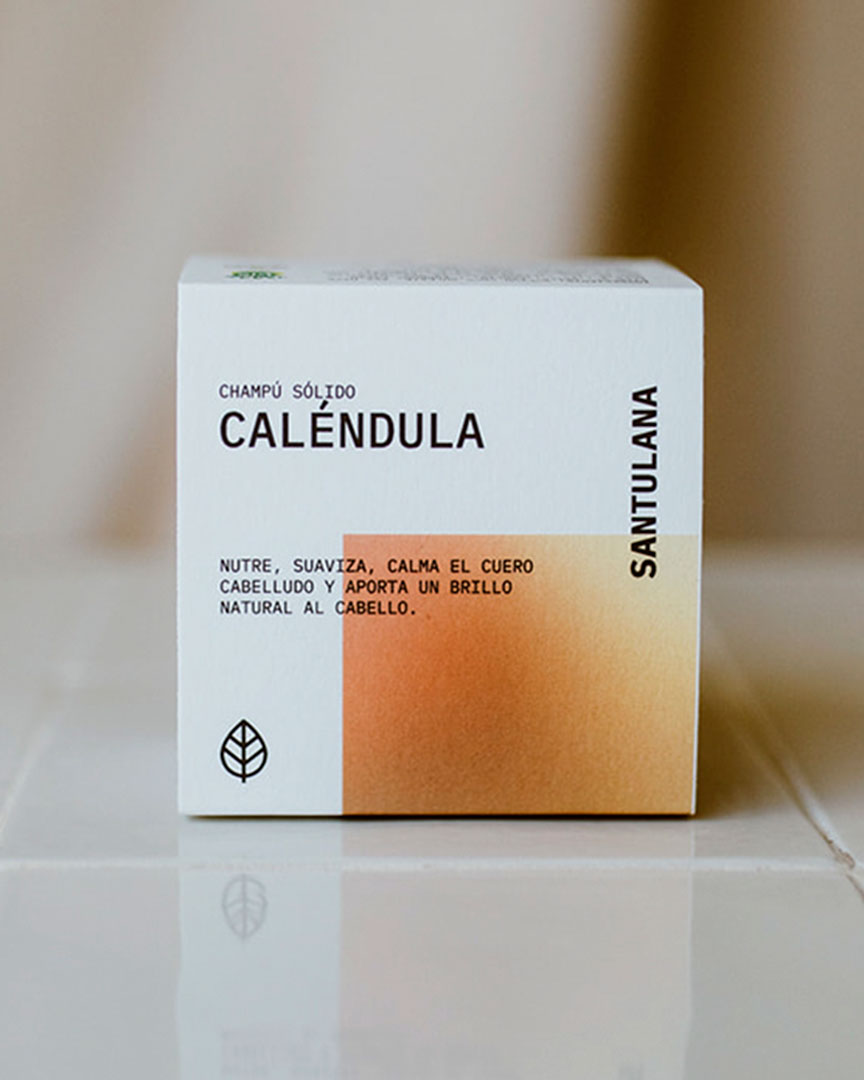 CHAMPÚ SÓLIDO
CALÉNDULA
SANTULANA
NUTRE, SUAVIZA, CALMA EL CUERO
CABELLUDO Y APORTA UN BRILLO
NATURAL AL CABELLO.